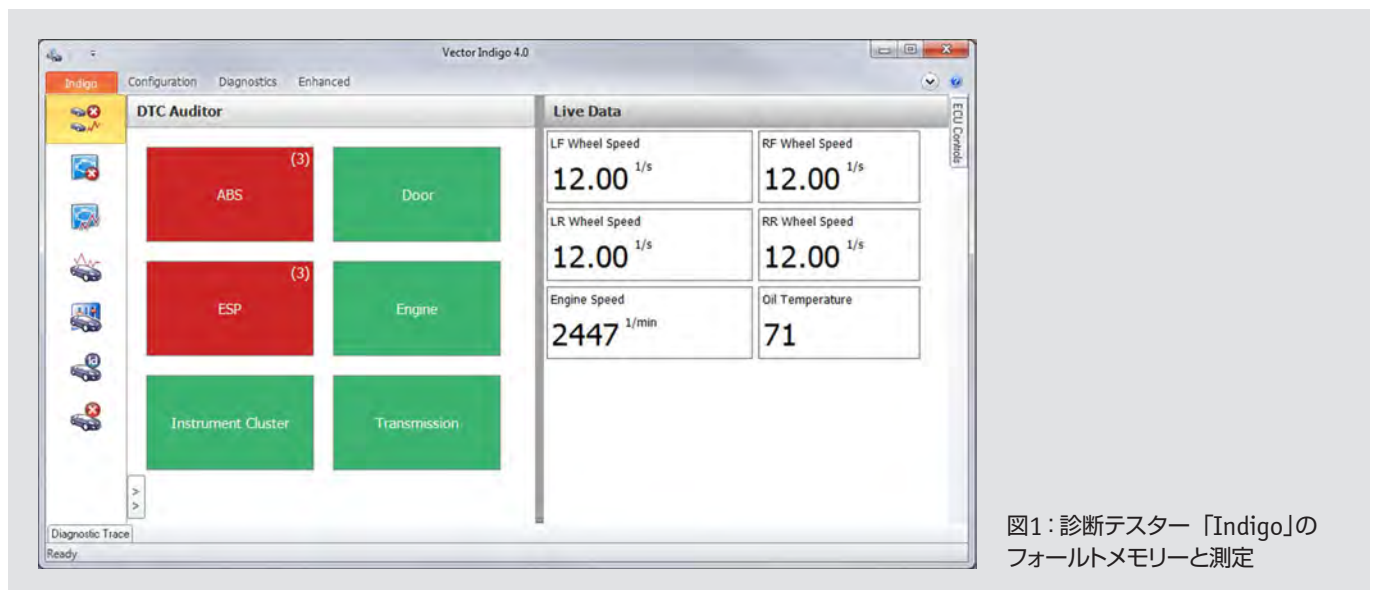 Vector Indigo 4.0
Indigo Configuration Diagnostics Enhanced
DTC Auditor
(3)
ABS
Door
(3)
ESP
Engine
Instrument Cluster
Transmission
>
>
Live Data
LF Wheel Speed
12.00 1/s
RF Wheel Speed
12.00 1/s
LR Wheel Speed
12.00 1/s
RR Wheel Speed
12.00 1/s
Engine Speed
2447 1/min
Oil Temperature
71
ECU Controls
Diagnostic Trace
Ready
図1：診断テスター「Indigo」の
フォールトメモリーと測定